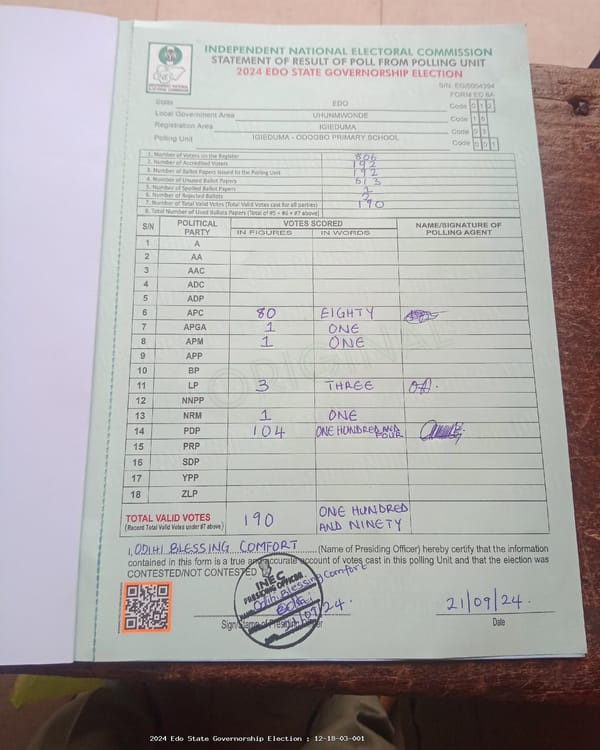 INDEPENDENT NATIONAL ELECTORAL COMMISSION
STATEMENT OF RESULT OF POLL FROM POLLING UNIT
2024 EDO STATE GOVERNORSHIP ELECTION
FORM EC 8A
State EDO Code 0 1 2
Local Government Area UHUNMWONDE Code 1 8
Registration Area IGIEDUMA Code 0 3
Polling Unit IGIEDUMA - ODOGBO PRIMARY SCHOOL Code 0 0 1
1. Number of Voters on the Register 806
2. Number of Accredited Voters 192
3. Number of Ballot Papers Issued to the Polling Unit
4. Number of Unused Ballot Papers
5. Number of Spoiled Ballot Papers
6. Number of Rejected Ballots
7. Number of Total Valid Votes (Total Valid Votes cast for all parties) 190
8. Total Number of Used Ballots Papers (Total of #5 + #6 + #7 above)
S/N POLITICAL PARTY VOTES SCORED NAME/SIGNATURE OF POLLING AGENT
IN FIGURES IN WORDS
1 A
2 AA
3 AAC
4 ADC
5 ADP
6 APC 80 EIGHTY
7 APGA 1 ONE
8 APM 1 ONE
9 APP
10 BP
11 LP 3 THREE
12 NNPP
13 NRM 1 ONE
14 PDP 104 ONE HUNDRED AND FOUR
15 PRP
16 SDP
17 YPP
18 ZLP
ORIGINAL
TOTAL VALID VOTES 190 ONE HUNDRED AND NINETY
(Record Total Valid Votes under #7 above)
I, ODIHI BLESSING COMFORT (Name of Presiding Officer) hereby certify that the information
contained in this form is a true and accurate account of votes cast in this polling Unit and that the election was
CONTESTED/NOT CONTESTED
INEC
PRESIDING OFFICER
Odihi Blessing Comfort
21/09/24.
21/09/24.
Sign/Stamp of Presiding Officer Date
2024 Edo State Governorship Election : 12-18-03-001